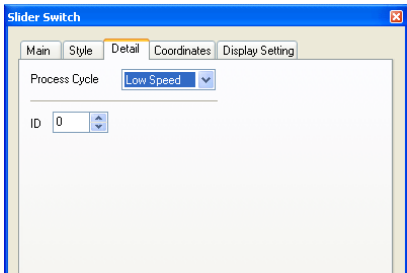 Slider Switch
Main Style Detail Coordinates Display Setting
Process Cycle Low Speed
ID 0